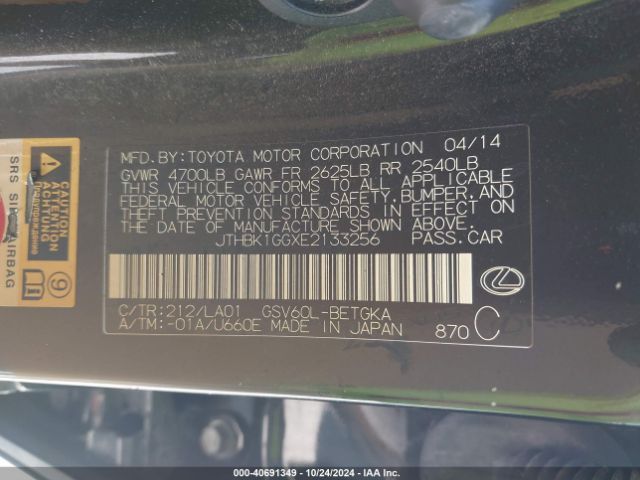 MFD.BY:TOYOTA MOTOR CORPORATION 04/14
GVWR 4700LB GAWR FR 2625LB RR 2540LB
THIS VEHICLE CONFORMS TO ALL APPLICABLE
FEDERAL MOTOR VEHICLE SAFETY,BUMPER,AND
THEFT PREVENTION STANDARDS IN EFFECT ON
THE DATE OF MANUFACTURE SHOWN ABOVE.
JTHBK1GGXE2133256 PASS.CAR
C/TR:212/LA01 GSV60L-BETGKA
A/TM:-01A/U660E MADE IN JAPAN 870 C
SRS SIDE AIRBAG
CAUTION
ATTENTION
9
000-40691349 - 10/24/2024 - IAA Inc.